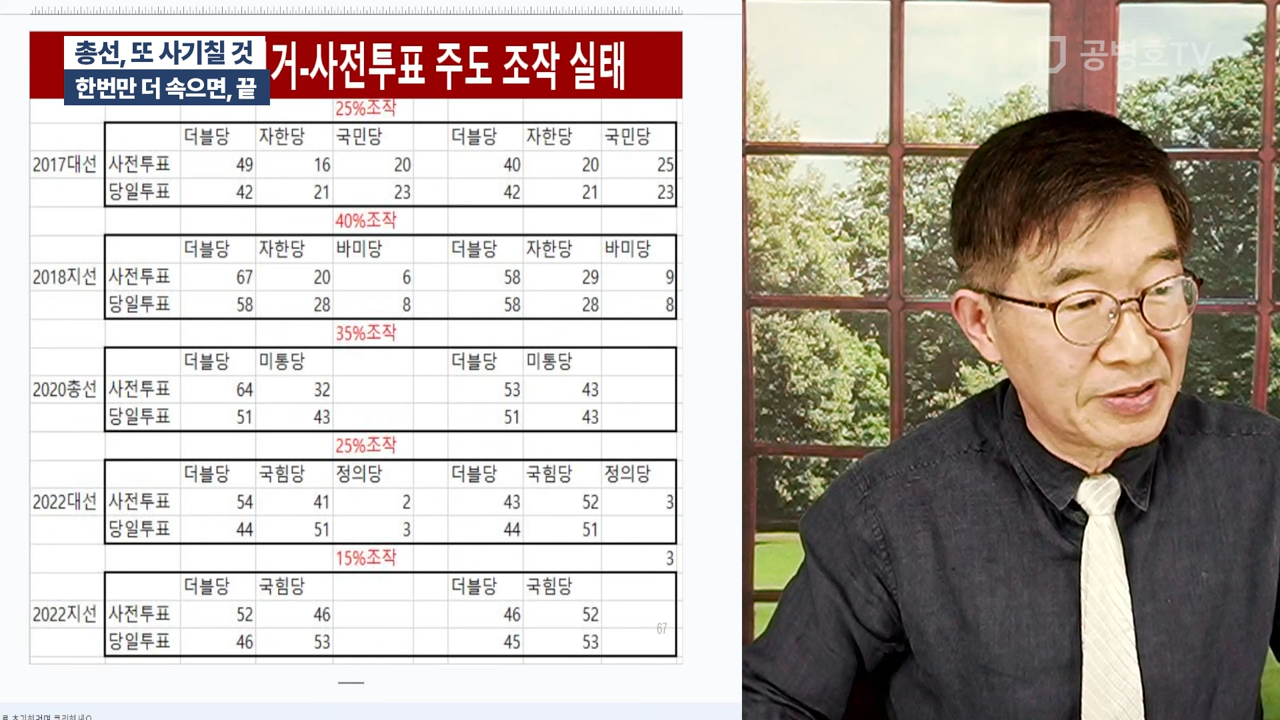 총선, 또 사기칠 것
한번만 더 속으면, 끝
거-사전투표 주도 조작 실태
공병호TV
25%조작
더블당 자한당 국민당 더블당 자한당 국민당
2017대선 사전투표 49 16 20 40 20 25
당일투표 42 21 23 42 21 23
40%조작
더블당 자한당 바미당 더블당 자한당 바미당
2018지선 사전투표 67 20 6 58 29 9
당일투표 58 28 8 58 28 8
35%조작
더블당 미통당 더블당 미통당
2020총선 사전투표 64 32 53 43
당일투표 51 43 51 43
25%조작
더블당 국힘당 정의당 더블당 국힘당 정의당
2022대선 사전투표 54 41 2 43 52 3
당일투표 44 51 3 44 51
15%조작 3
더블당 국힘당 더블당 국힘당
2022지선 사전투표 52 46 46 52
당일투표 46 53 45 53
67